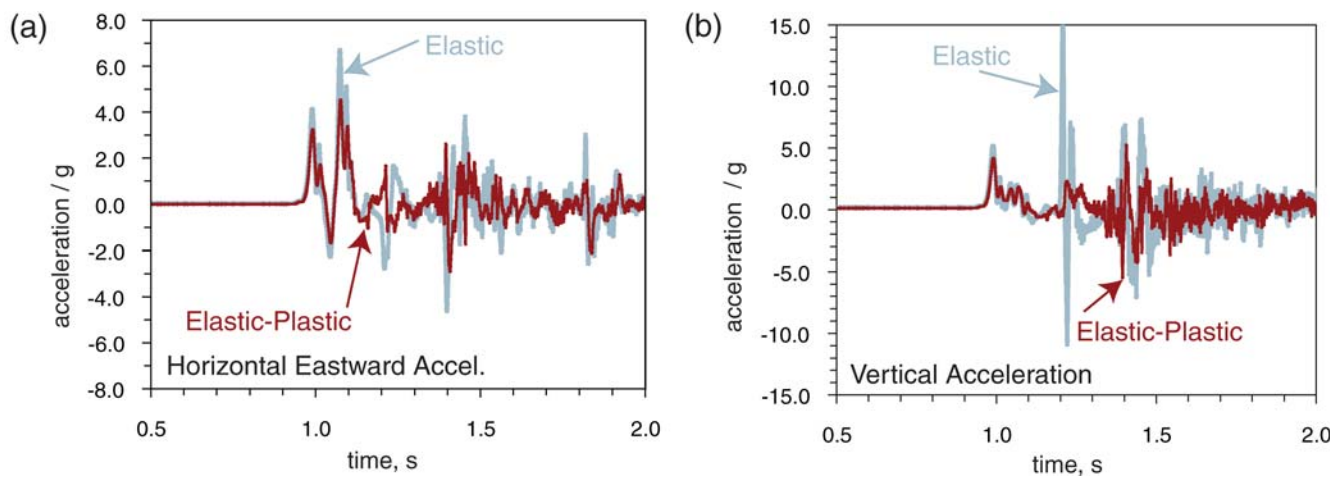 (a)
8.0
6.0
4.0
2.0
0.0
-2.0
-4.0
-6.0
-8.0
acceleration / g
Elastic
Elastic-Plastic
Horizontal Eastward Accel.
0.5
1.0
1.5
2.0
time, s
(b)
15.0
10.0
5.0
0.0
-5.0
-10.0
-15.0
acceleration / g
Elastic
Elastic-Plastic
Vertical Acceleration
0.5
1.0
1.5
2.0
time, s